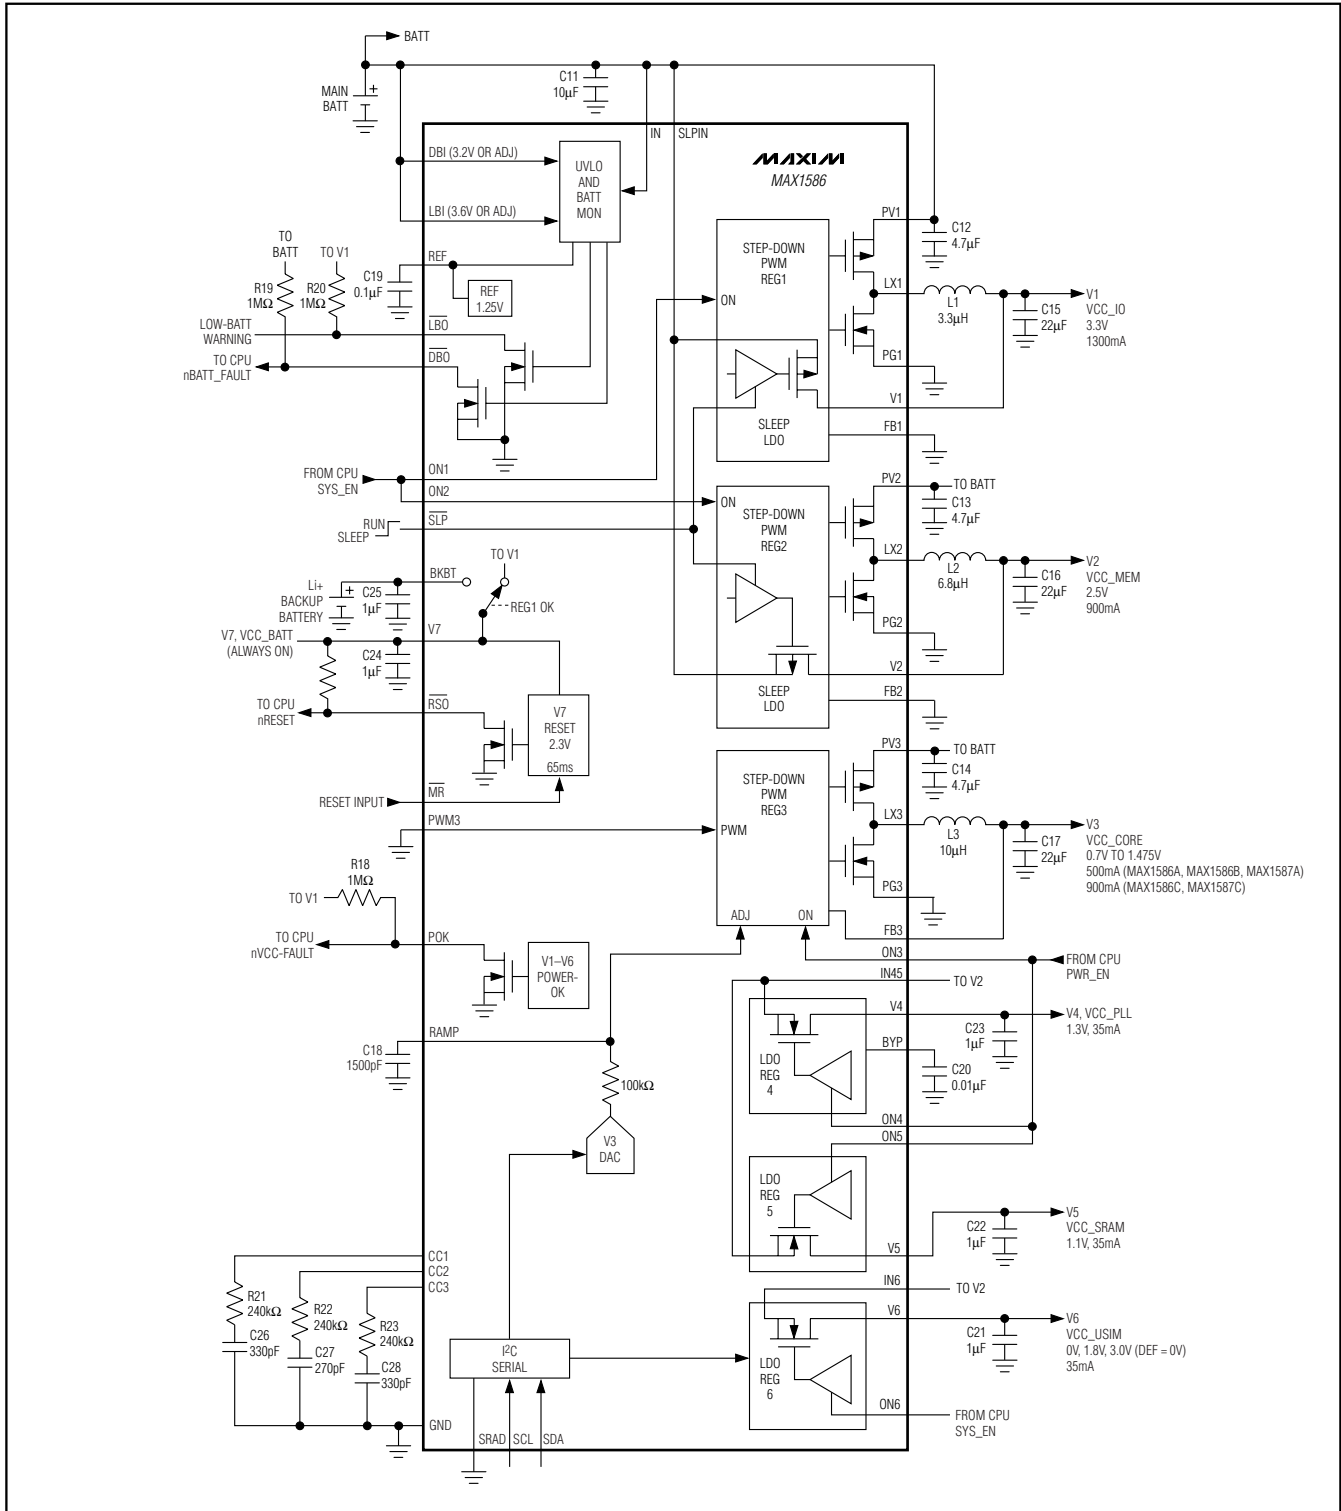 BATT
MAIN
BATT
C11
10µF
IN
SLPIN
MAXIM
MAX1586
DBI (3.2V OR ADJ)
LBI (3.6V OR ADJ)
UVLO
AND
BATT
MON
TO
BATT
TO V1
R19
1MΩ
R20
1MΩ
C19
0.1µF
REF
REF
1.25V
LOW-BATT
WARNING
LBO
TO CPU
nBATT_FAULT
DBO
STEP-DOWN
PWM
REG1
ON
SLEEP
LDO
PV1
C12
4.7µF
LX1
L1
3.3µH
C15
22µF
V1
VCC_IO
3.3V
1300mA
PG1
V1
FB1
FROM CPU
SYS_EN
ON1
ON2
RUN
SLEEP
SLP
ON
STEP-DOWN
PWM
REG2
SLEEP
LDO
PV2
TO BATT
C13
4.7µF
LX2
L2
6.8µH
C16
22µF
V2
VCC_MEM
2.5V
900mA
PG2
V2
FB2
Li+
BACKUP
BATTERY
C25
1µF
BKBT
TO V1
REG1 OK
V7, VCC_BATT
(ALWAYS ON)
C24
1µF
V7
TO CPU
nRESET
RSO
V7
RESET
2.3V
65ms
RESET INPUT
MR
PWM3
STEP-DOWN
PWM
REG3
PWM
ADJ
ON
PV3
TO BATT
C14
4.7µF
LX3
L3
10µH
C17
22µF
V3
VCC_CORE
0.7V TO 1.475V
500mA (MAX1586A, MAX1586B, MAX1587A)
900mA (MAX1586C, MAX1587C)
PG3
FB3
ON3
FROM CPU
PWR_EN
R18
1MΩ
TO V1
TO CPU
nVCC-FAULT
POK
V1–V6
POWER-
OK
IN45
TO V2
LDO
REG
4
V4
C23
1µF
V4, VCC_PLL
1.3V, 35mA
BYP
C20
0.01µF
ON4
ON5
RAMP
C18
1500pF
100kΩ
V3
DAC
LDO
REG
5
V5
C22
1µF
V5
VCC_SRAM
1.1V, 35mA
CC1
CC2
CC3
R21
240kΩ
R22
240kΩ
R23
240kΩ
C26
330pF
C27
270pF
C28
330pF
GND
I2C
SERIAL
SRAD
SCL
SDA
IN6
TO V2
LDO
REG
6
V6
C21
1µF
V6
VCC_USIM
0V, 1.8V, 3.0V (DEF = 0V)
35mA
ON6
FROM CPU
SYS_EN